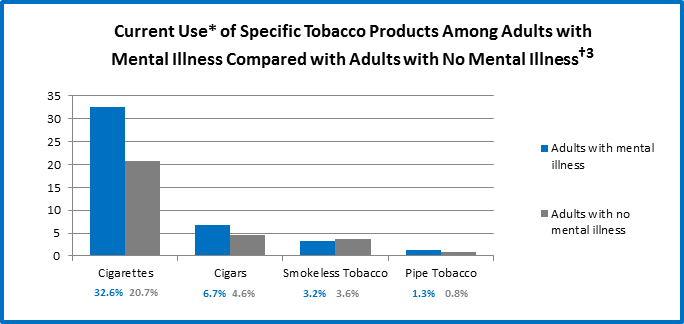 Current Use* of Specific Tobacco Products Among Adults with
Mental Illness Compared with Adults with No Mental Illness†3
35
30
25
20
15
10
5
0
Cigarettes
Cigars
Smokeless Tobacco
Pipe Tobacco
32.6% 20.7%
6.7% 4.6%
3.2% 3.6%
1.3% 0.8%
Adults with mental
illness
Adults with no
mental illness